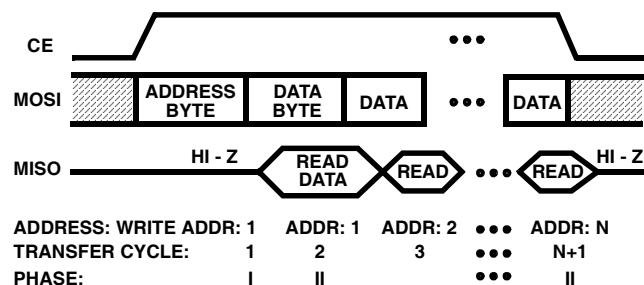 CE •••
MOSI ADDRESS BYTE DATA BYTE DATA ••• DATA
MISO HI - Z READ DATA READ ••• READ HI - Z
ADDRESS: WRITE ADDR: 1 ADDR: 1 ADDR: 2 ••• ADDR: N
TRANSFER CYCLE: 1 2 3 ••• N+1
PHASE: I II ••• II